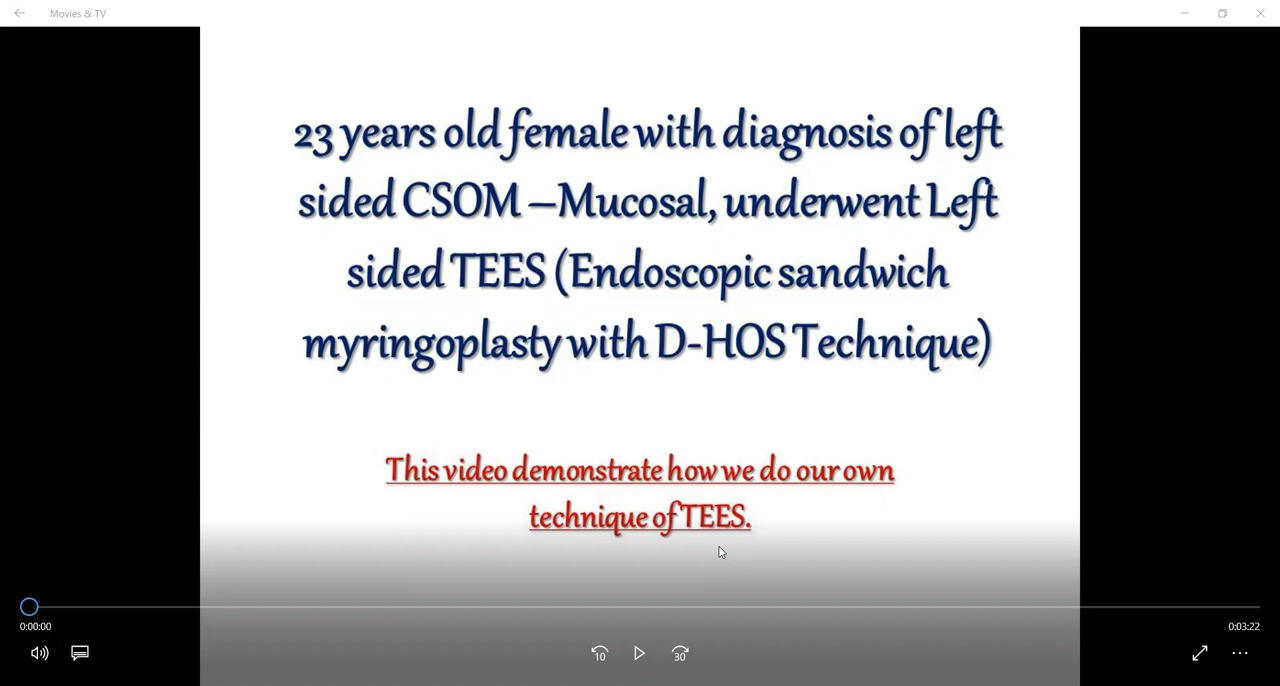 Movies & TV
23 years old female with diagnosis of left
sided CSOM –Mucosal, underwent Left
sided TEES (Endoscopic sandwich
myringoplasty with D-HOS Technique)
This video demonstrate how we do our own
technique of TEES.
0:00:00
0:03:22
10
30